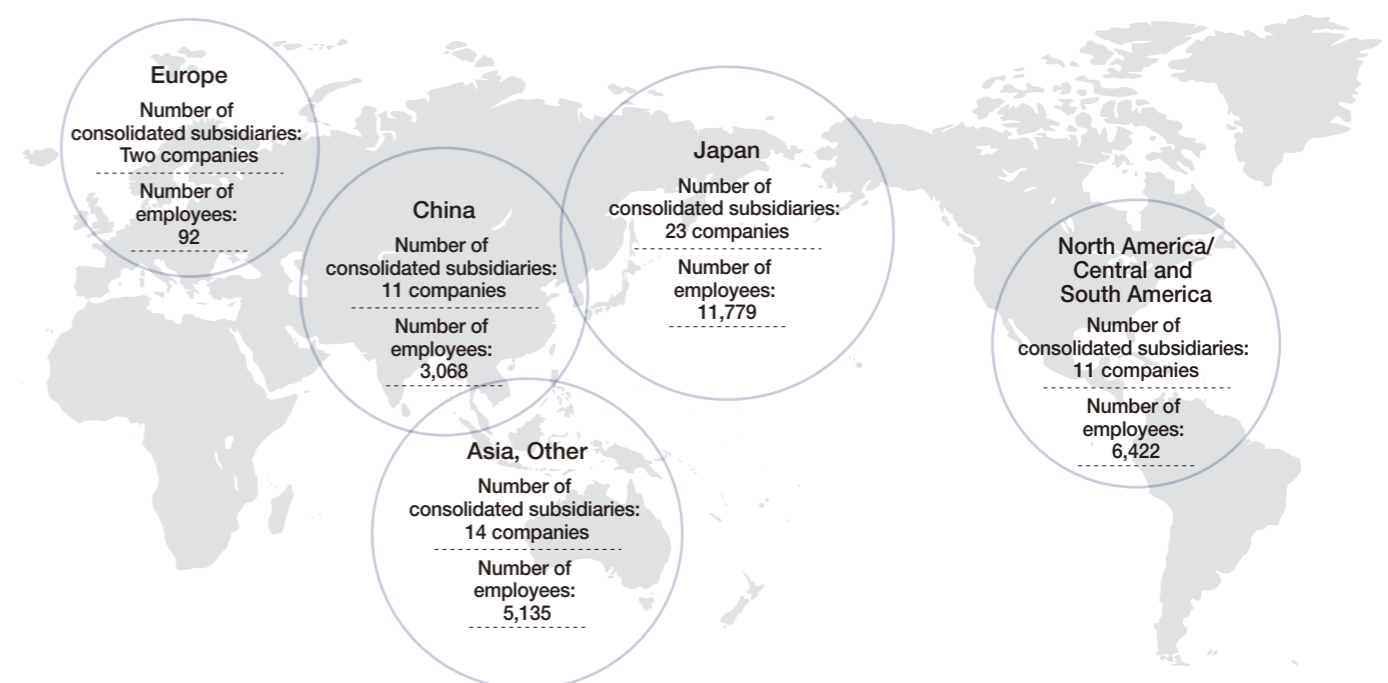 Europe
Number of
consolidated subsidiaries:
Two companies
Number of
employees:
92
China
Number of
consolidated subsidiaries:
11 companies
Number of
employees:
3,068
Japan
Number of
consolidated subsidiaries:
23 companies
Number of
employees:
11,779
North America/
Central and
South America
Number of
consolidated subsidiaries:
11 companies
Number of
employees:
6,422
Asia, Other
Number of
consolidated subsidiaries:
14 companies
Number of
employees:
5,135